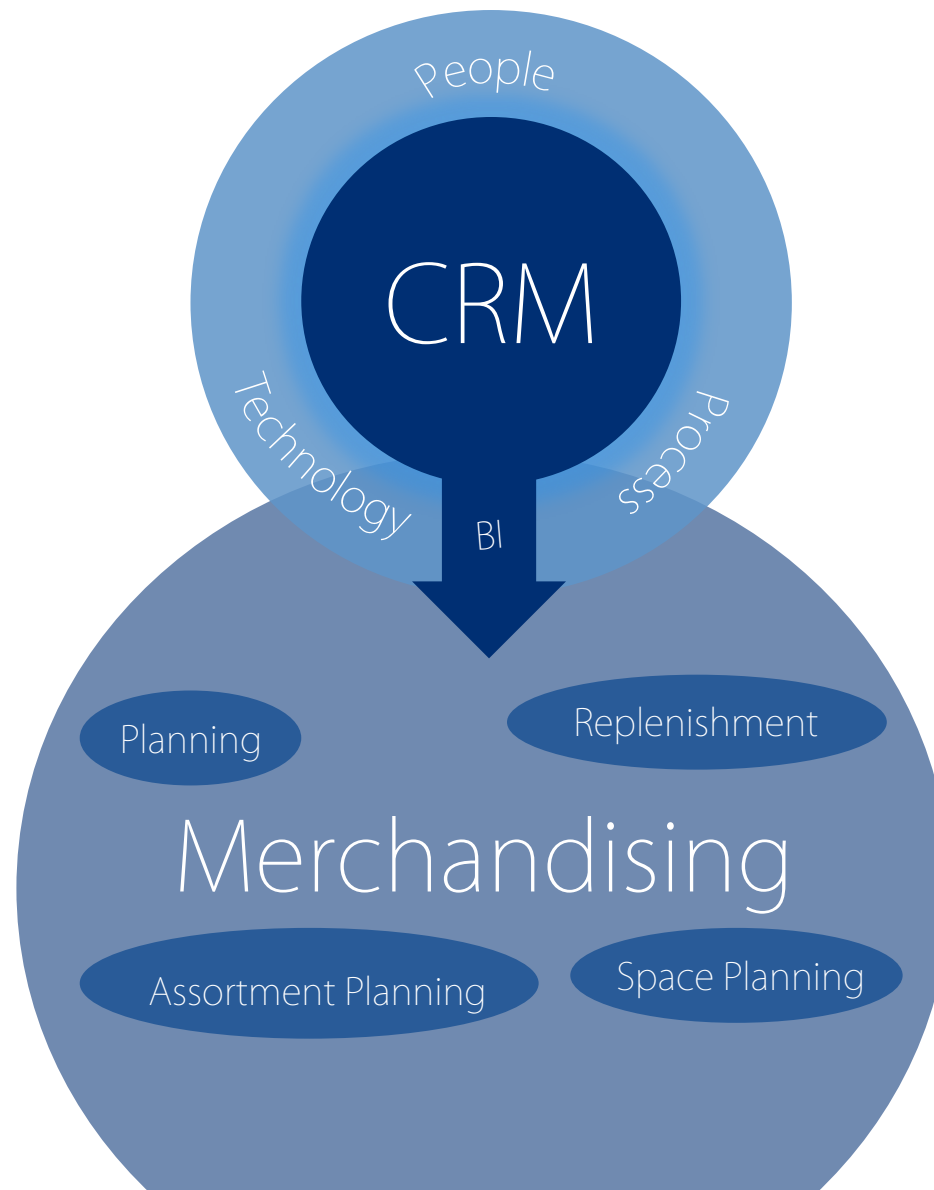 People
CRM
Technology
Process
BI
Planning
Replenishment
Merchandising
Assortment Planning
Space Planning